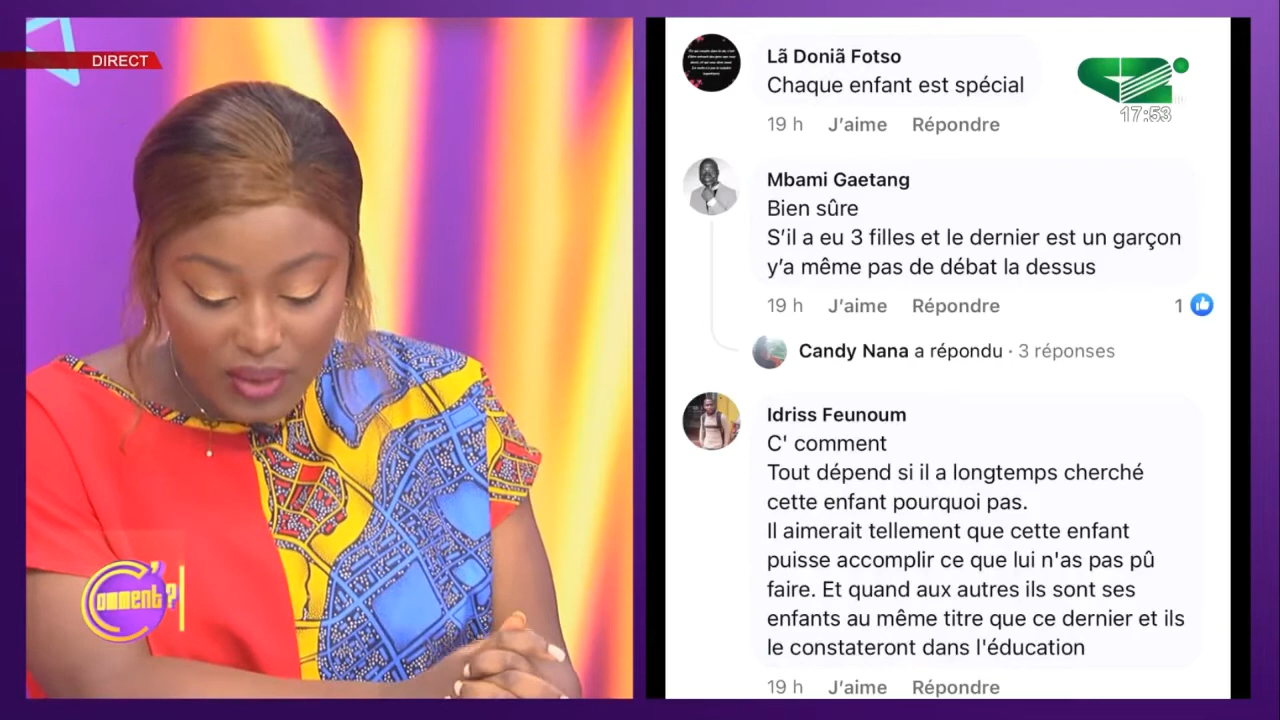 DIRECT
C'omment ?
Lã Doniã Fotso
Chaque enfant est spécial
19 h J'aime Répondre
17:53
Mbami Gaetang
Bien sûre
S'il a eu 3 filles et le dernier est un garçon
y'a même pas de débat la dessus
19 h J'aime Répondre 1
Candy Nana a répondu · 3 réponses
Idriss Feunoum
C' comment
Tout dépend si il a longtemps cherché
cette enfant pourquoi pas.
Il aimerait tellement que cette enfant
puisse accomplir ce que lui n'as pas pû
faire. Et quand aux autres ils sont ses
enfants au même titre que ce dernier et ils
le constateront dans l'éducation
19 h J'aime Répondre